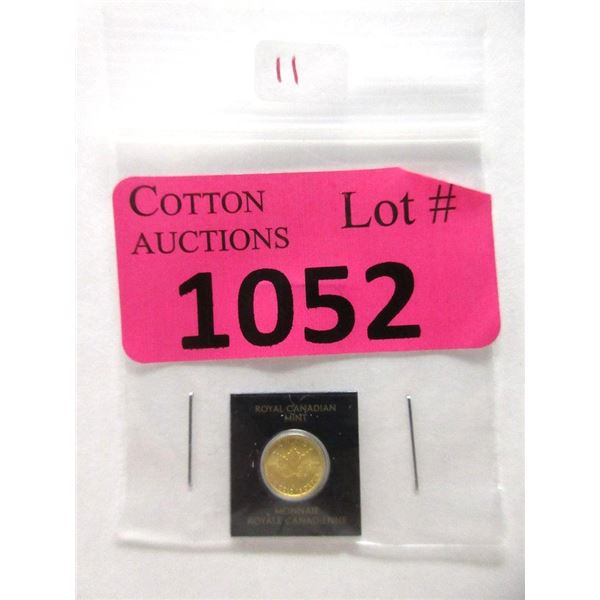 11
COTTON
AUCTIONS
Lot #
1052
ROYAL CANADIAN
MINT
MONNAIE
ROYALE CANADIENNE